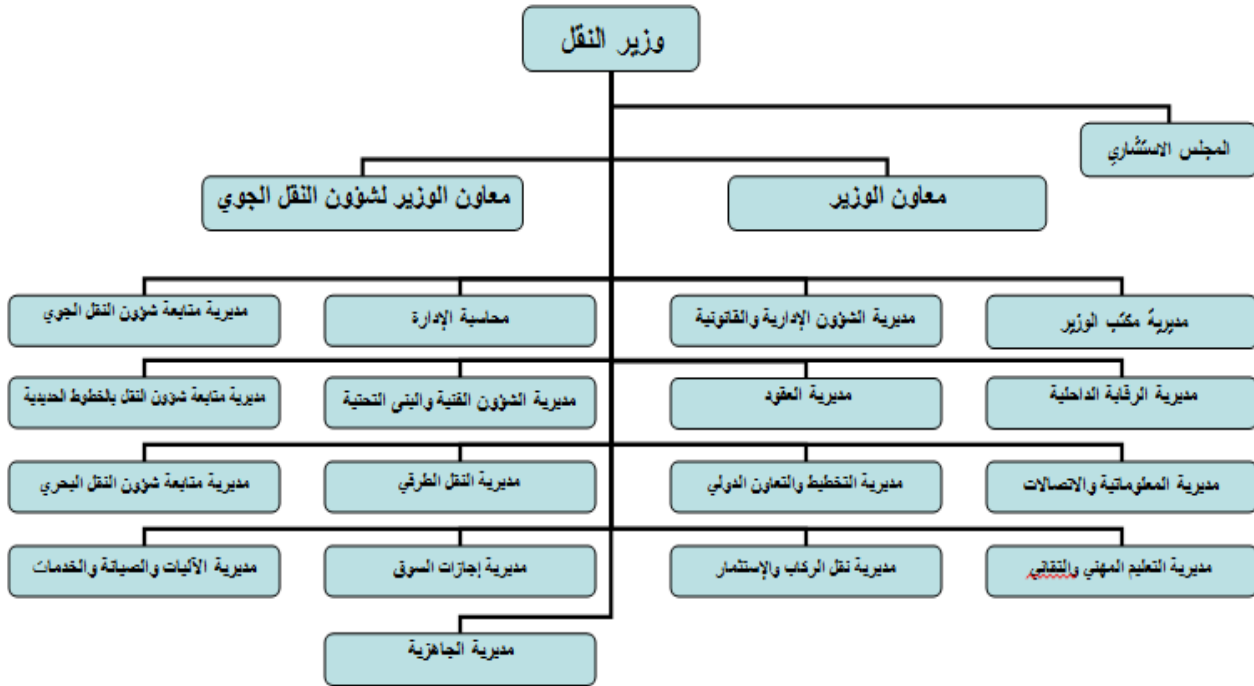 وزير النقل
المجلس الاستشاري
معاون الوزير
معاون الوزير لشؤون النقل الجوي
مديرية مكتب الوزير
مديرية الشؤون الإدارية والقانونية
محاسبة الإدارة
مديرية متابعة شؤون النقل الجوي
مديرية الرقابة الداخلية
مديرية العقود
مديرية الشؤون الفنية والبنى التحتية
مديرية متابعة شؤون النقل بالخطوط الحديدية
مديرية المعلوماتية والاتصالات
مديرية التخطيط والتعاون الدولي
مديرية النقل الطرقي
مديرية متابعة شؤون النقل البحري
مديرية التعليم المهني والتقاني
مديرية نقل الركاب والإستثمار
مديرية إجازات السوق
مديرية الآليات والصيانة والخدمات
مديرية الجاهزية